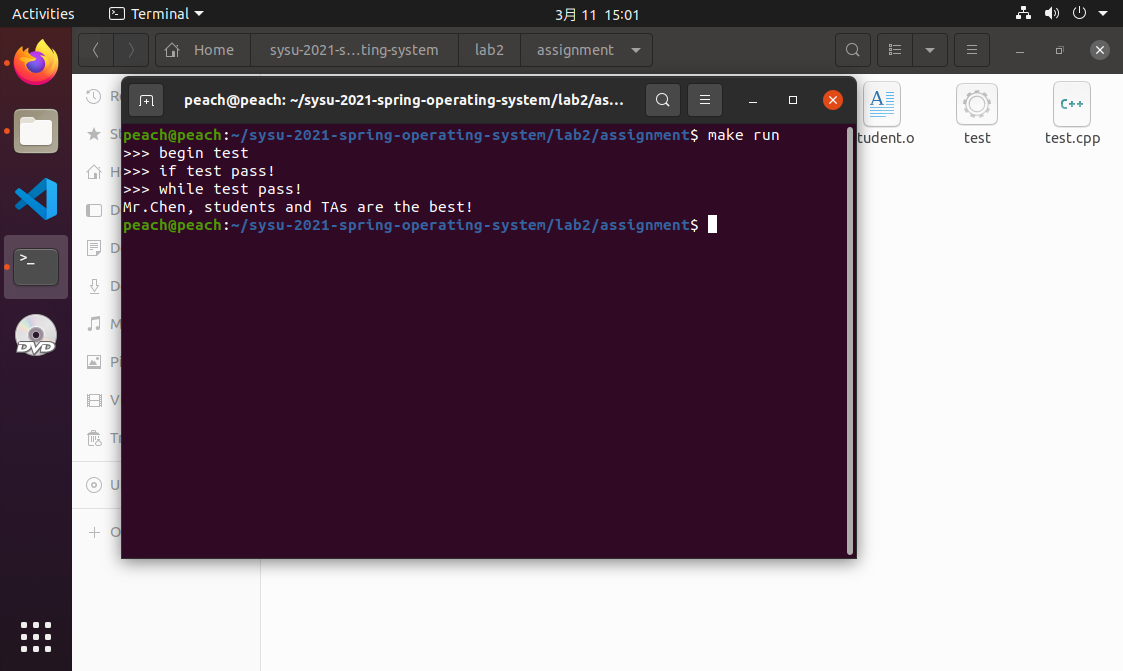 Activities Terminal 3月 11 15:01
Home sysu-2021-s...ting-system lab2 assignment
peach@peach: ~/sysu-2021-spring-operating-system/lab2/as...
peach@peach:~/sysu-2021-spring-operating-system/lab2/assignment$ make run
>>> begin test
>>> if test pass!
>>> while test pass!
Mr.Chen, students and TAs are the best!
peach@peach:~/sysu-2021-spring-operating-system/lab2/assignment$
tudent.o test test.cpp
A
C++
>_
DVD